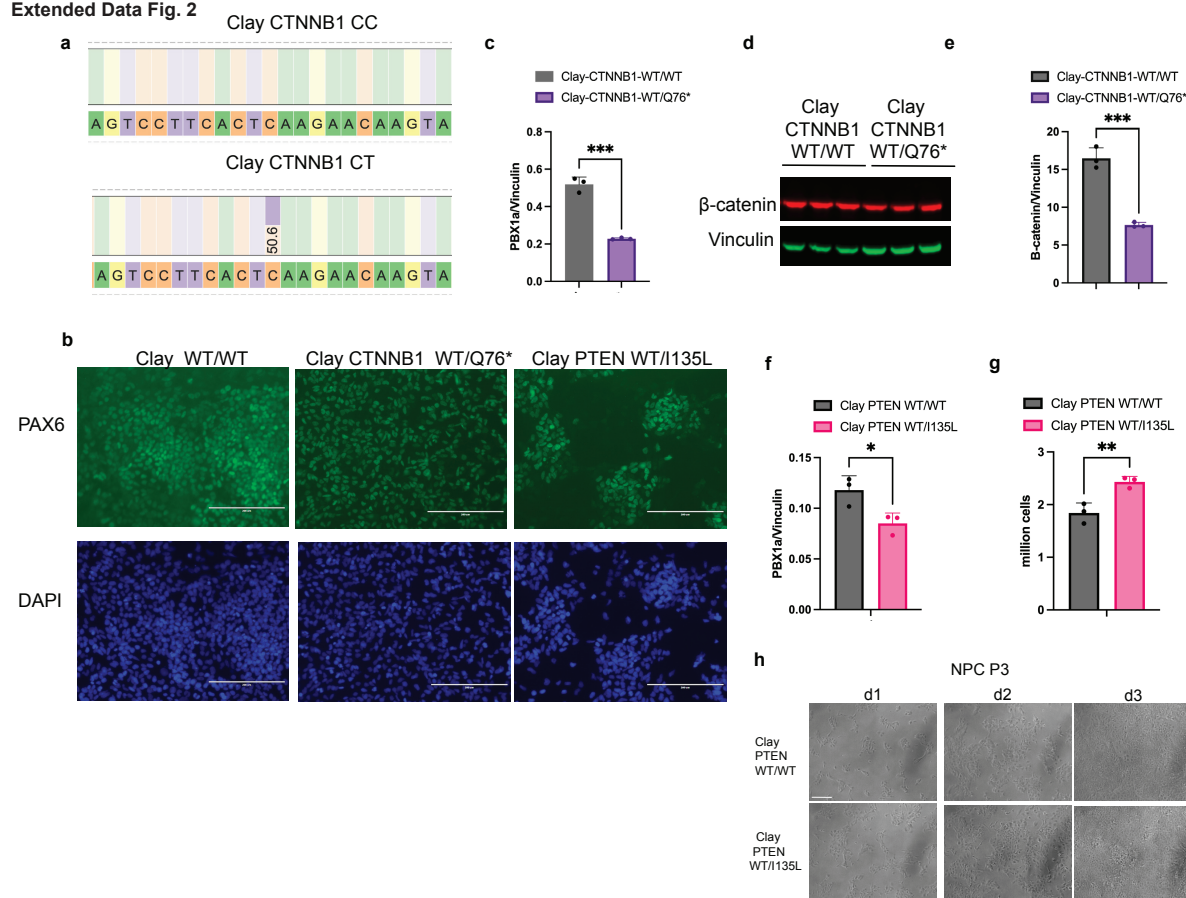 Extended Data Fig. 2
a
Clay CTNNB1 CC
A G T C C T T C A C T C A A G A A C A A G T A
Clay CTNNB1 CT
50.6
A G T C C T T C A C T C A A G A A C A A G T A
b
Clay WT/WT
Clay CTNNB1 WT/Q76*
Clay PTEN WT/I135L
PAX6
DAPI
c
Clay-CTNNB1-WT/WT
Clay-CTNNB1-WT/Q76*
PBX1a/Vinculin
0.8
0.6
0.4
0.2
0.0
***
d
Clay
CTNNB1
WT/WT
Clay
CTNNB1
WT/Q76*
β-catenin
Vinculin
e
Clay-CTNNB1-WT/WT
Clay-CTNNB1-WT/Q76*
B-catenin/Vinculin
20
15
10
5
0
***
f
Clay PTEN WT/WT
Clay PTEN WT/I135L
PBX1a/Vinculin
0.15
0.10
0.05
0.00
*
g
Clay PTEN WT/WT
Clay PTEN WT/I135L
million cells
3
2
1
0
**
h
NPC P3
d1
d2
d3
Clay
PTEN
WT/WT
Clay
PTEN
WT/I135L